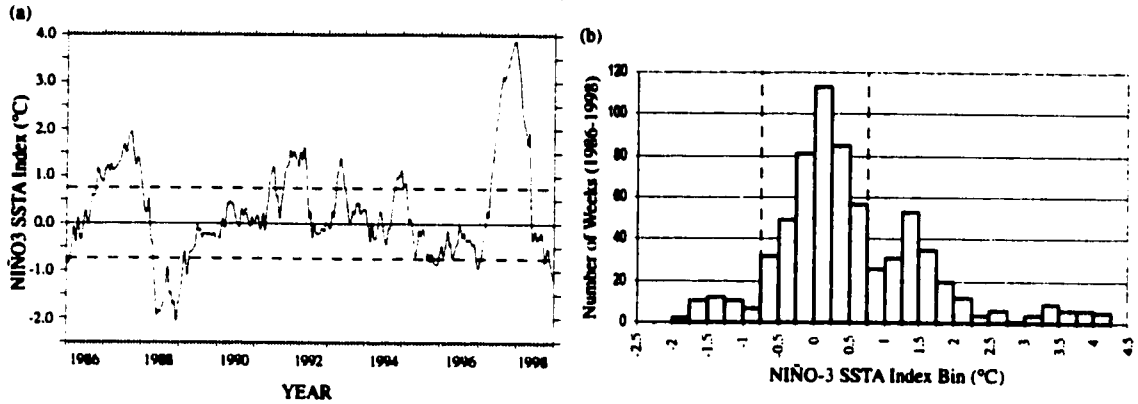 (a)
NIÑO3 SSTA Index (°C)
4.0
3.0
2.0
1.0
0.0
-1.0
-2.0
1986 1988 1990 1992 1994 1996 1998
YEAR
(b)
Number of Weeks (1986-1998)
120
100
80
60
40
20
0
-2.5 -2 -1.5 -1 -0.5 0 0.5 1 1.5 2 2.5 3 3.5 4 4.5
NIÑO-3 SSTA Index Bin (°C)